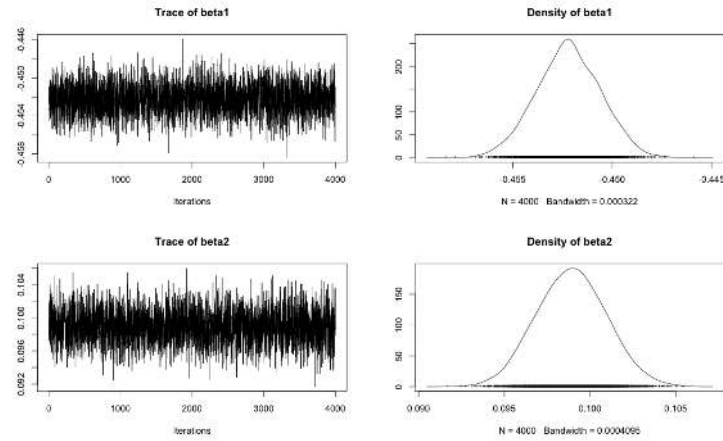 Trace of beta1
-0.446
-0.450
-0.454
-0.458
0 1000 2000 3000 4000
Iterations
Density of beta1
200
150
100
50
0
-0.455 -0.450 -0.445
N = 4000 Bandwidth = 0.000322
Trace of beta2
0.104
0.100
0.096
0.092
0 1000 2000 3000 4000
Iterations
Density of beta2
150
100
50
0
0.090 0.095 0.100 0.105
N = 4000 Bandwidth = 0.0004095